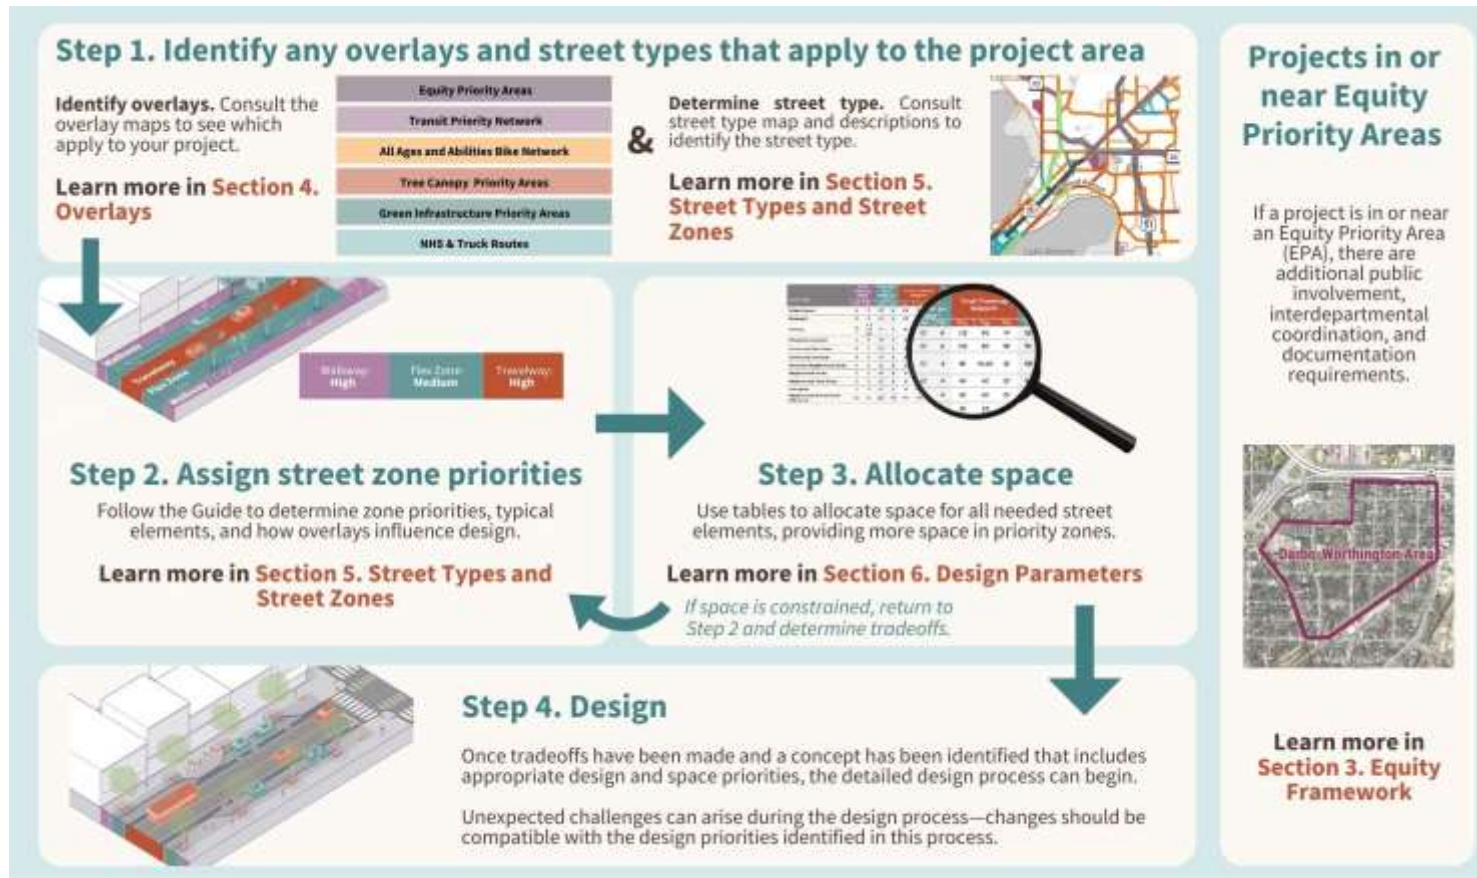 Step 1. Identify any overlays and street types that apply to the project area
Identify overlays. Consult the
overlay maps to see which
apply to your project.
Learn more in Section 4.
Overlays
Equity Priority Areas
Transit Priority Network
All Ages and Abilities Bike Network
Tree Canopy Priority Areas
Green Infrastructure Priority Areas
NHS & Truck Routes
&
Determine street type. Consult
street type map and descriptions to
identify the street type.
Learn more in Section 5.
Street Types and Street
Zones
Travelway
Flex Zone
Walkway:
High
Flex Zone:
Medium
Travelway:
High
Step 2. Assign street zone priorities
Follow the Guide to determine zone priorities, typical
elements, and how overlays influence design.
Learn more in Section 5. Street Types and
Street Zones
Step 3. Allocate space
Use tables to allocate space for all needed street
elements, providing more space in priority zones.
Learn more in Section 6. Design Parameters
If space is constrained, return to
Step 2 and determine tradeoffs.
Step 4. Design
Once tradeoffs have been made and a concept has been identified that includes
appropriate design and space priorities, the detailed design process can begin.
Unexpected challenges can arise during the design process—changes should be
compatible with the design priorities identified in this process.
Projects in or
near Equity
Priority Areas
If a project is in or near
an Equity Priority Area
(EPA), there are
additional public
involvement,
interdepartmental
coordination, and
documentation
requirements.
Darbo-Worthington Area
Learn more in
Section 3. Equity
Framework